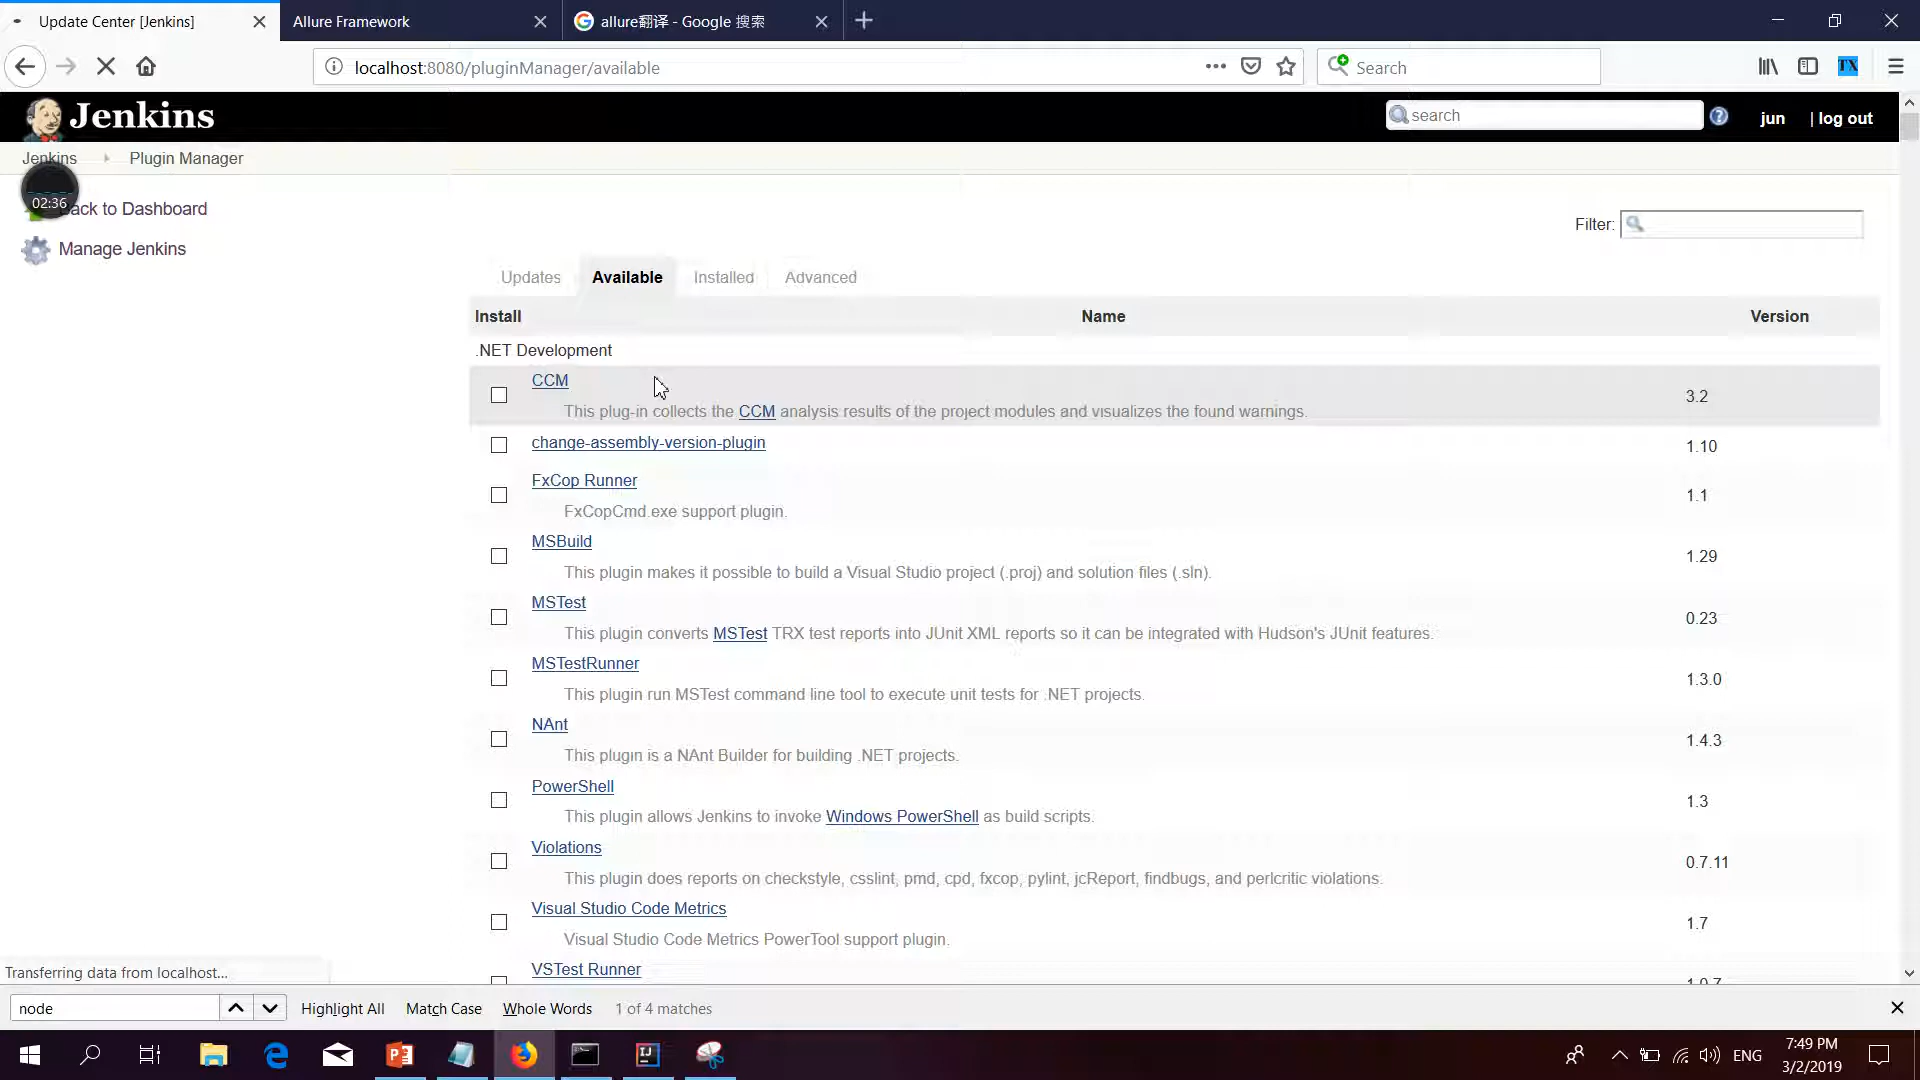 Update Center [Jenkins]
Allure Framework
allure翻译 - Google 搜索
localhost:8080/pluginManager/available
Search
TX
Jenkins
search
jun
| log out
Jenkins
Plugin Manager
02:36
ack to Dashboard
Manage Jenkins
Filter:
Updates
Available
Installed
Advanced
Install
Name
Version
.NET Development
CCM
This plug-in collects the CCM analysis results of the project modules and visualizes the found warnings.
3.2
change-assembly-version-plugin
1.10
FxCop Runner
FxCopCmd.exe support plugin.
1.1
MSBuild
This plugin makes it possible to build a Visual Studio project (.proj) and solution files (.sln).
1.29
MSTest
This plugin converts MSTest TRX test reports into JUnit XML reports so it can be integrated with Hudson's JUnit features.
0.23
MSTestRunner
This plugin run MSTest command line tool to execute unit tests for .NET projects.
1.3.0
NAnt
This plugin is a NAnt Builder for building .NET projects.
1.4.3
PowerShell
This plugin allows Jenkins to invoke Windows PowerShell as build scripts.
1.3
Violations
This plugin does reports on checkstyle, csslint, pmd, cpd, fxcop, pylint, jcReport, findbugs, and perlcritic violations.
0.7.11
Visual Studio Code Metrics
Visual Studio Code Metrics PowerTool support plugin.
1.7
VSTest Runner
Transferring data from localhost...
node
Highlight All
Match Case
Whole Words
1 of 4 matches
ENG
7:49 PM
3/2/2019